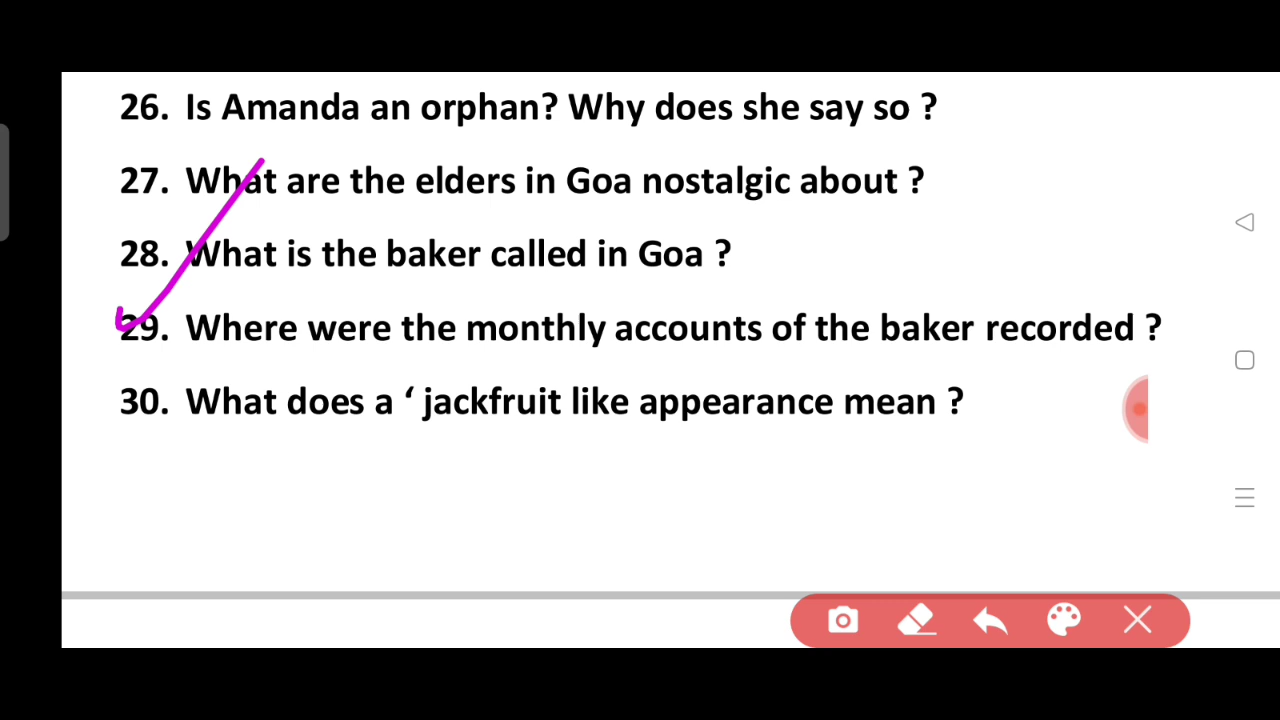 26. Is Amanda an orphan? Why does she say so ?
27. What are the elders in Goa nostalgic about ?
28. What is the baker called in Goa ?
29. Where were the monthly accounts of the baker recorded ?
30. What does a ‘ jackfruit like appearance mean ?